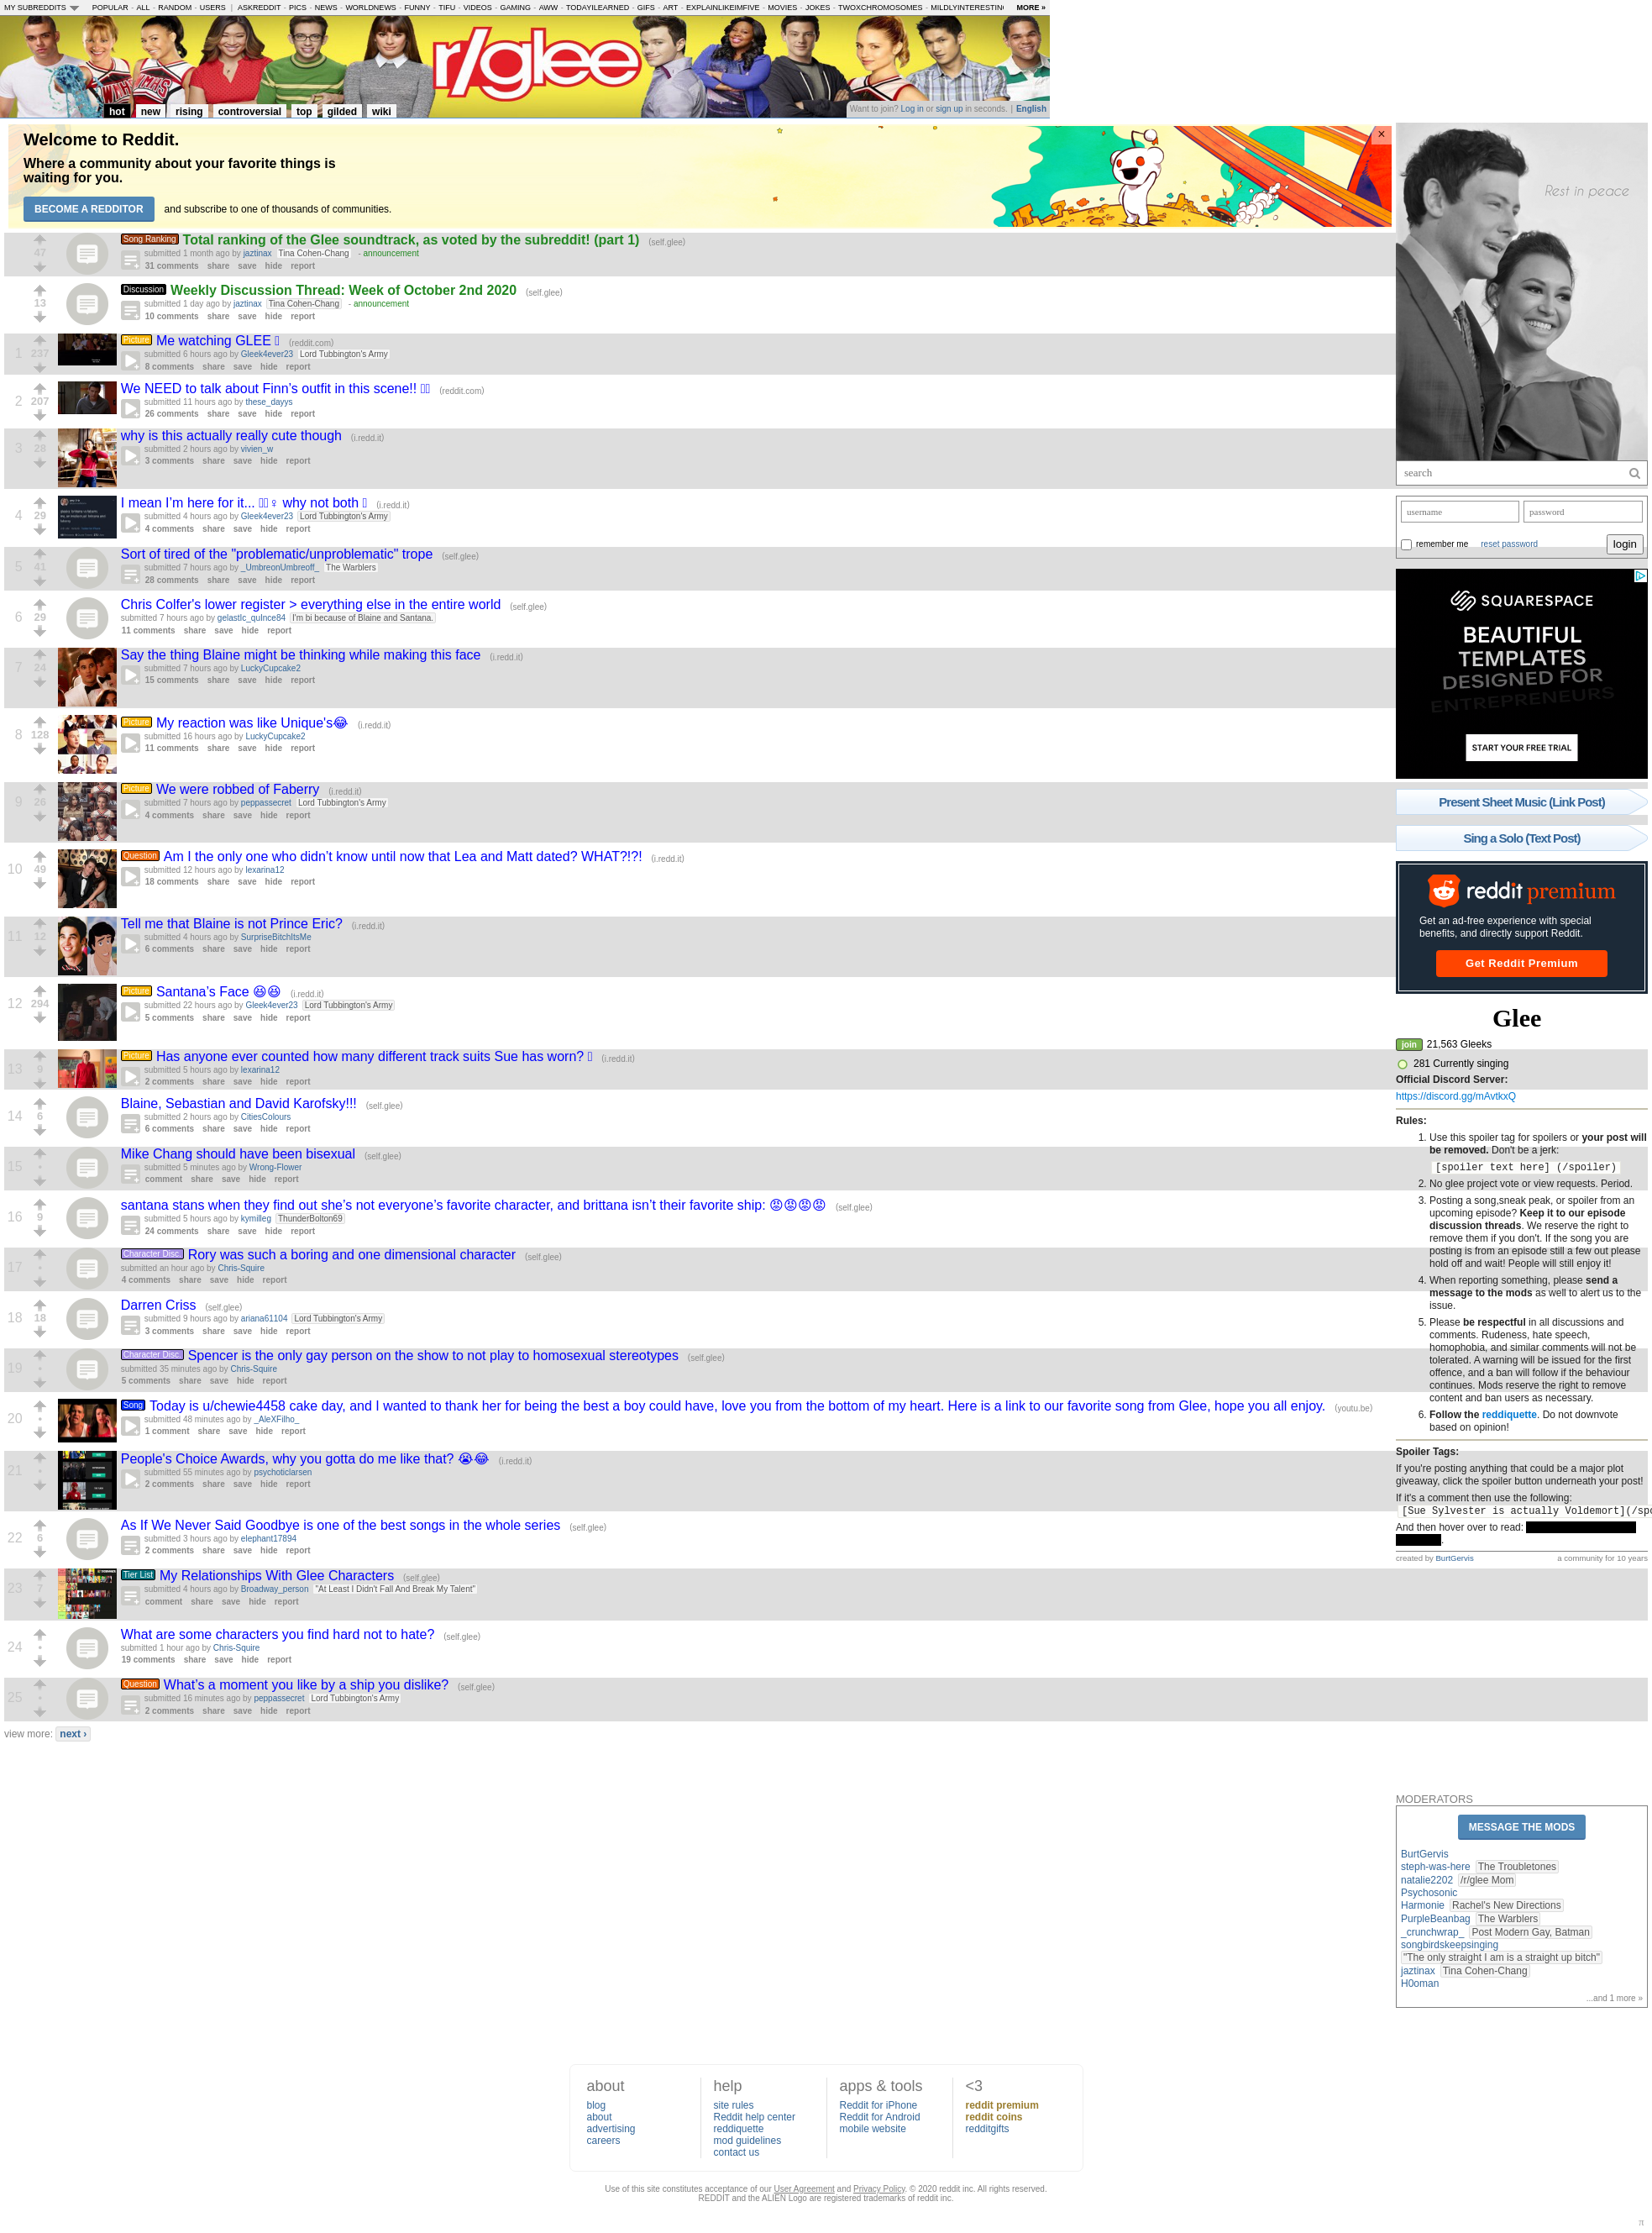 MY SUBREDDITS POPULAR - ALL - RANDOM - USERS | ASKREDDIT - PICS - NEWS - WORLDNEWS - FUNNY - TIFU - VIDEOS - GAMING - AWW - TODAYILEARNED - GIFS - ART - EXPLAINLIKEIMFIVE - MOVIES - JOKES - TWOXCHROMOSOMES - MILDLYINTERESTING MORE »
r/glee
hot new rising controversial top gilded wiki
Want to join? Log in or sign up in seconds. | English
Welcome to Reddit.
Where a community about your favorite things is
waiting for you.
BECOME A REDDITOR and subscribe to one of thousands of communities.
×
47
Song Ranking Total ranking of the Glee soundtrack, as voted by the subreddit! (part 1) (self.glee)
submitted 1 month ago by jaztinax Tina Cohen-Chang - announcement
31 comments share save hide report
13
Discussion Weekly Discussion Thread: Week of October 2nd 2020 (self.glee)
submitted 1 day ago by jaztinax Tina Cohen-Chang - announcement
10 comments share save hide report
1 237
Picture Me watching GLEE (reddit.com)
submitted 6 hours ago by Gleek4ever23 Lord Tubbington's Army
8 comments share save hide report
2 207
We NEED to talk about Finn's outfit in this scene!! (reddit.com)
submitted 11 hours ago by these_dayys
26 comments share save hide report
3 28
why is this actually really cute though (i.redd.it)
submitted 2 hours ago by vivien_w
3 comments share save hide report
4 29
I mean I'm here for it... ♀ why not both (i.redd.it)
submitted 4 hours ago by Gleek4ever23 Lord Tubbington's Army
4 comments share save hide report
5 41
Sort of tired of the "problematic/unproblematic" trope (self.glee)
submitted 7 hours ago by _UmbreonUmbreoff_ The Warblers
28 comments share save hide report
6 29
Chris Colfer's lower register > everything else in the entire world (self.glee)
submitted 7 hours ago by gelastIc_quInce84 I'm bi because of Blaine and Santana.
11 comments share save hide report
7 24
Say the thing Blaine might be thinking while making this face (i.redd.it)
submitted 7 hours ago by LuckyCupcake2
15 comments share save hide report
8 128
Picture My reaction was like Unique's😂 (i.redd.it)
submitted 16 hours ago by LuckyCupcake2
11 comments share save hide report
9 26
Picture We were robbed of Faberry (i.redd.it)
submitted 7 hours ago by peppassecret Lord Tubbington's Army
4 comments share save hide report
10 49
Question Am I the only one who didn't know until now that Lea and Matt dated? WHAT?!?! (i.redd.it)
submitted 12 hours ago by lexarina12
18 comments share save hide report
11 12
Tell me that Blaine is not Prince Eric? (i.redd.it)
submitted 4 hours ago by SurpriseBitchItsMe
6 comments share save hide report
12 294
Picture Santana's Face 😆😆 (i.redd.it)
submitted 22 hours ago by Gleek4ever23 Lord Tubbington's Army
5 comments share save hide report
13 9
Picture Has anyone ever counted how many different track suits Sue has worn? (i.redd.it)
submitted 5 hours ago by lexarina12
2 comments share save hide report
14 6
Blaine, Sebastian and David Karofsky!!! (self.glee)
submitted 2 hours ago by CitiesColours
6 comments share save hide report
15 •
Mike Chang should have been bisexual (self.glee)
submitted 5 minutes ago by Wrong-Flower
comment share save hide report
16 9
santana stans when they find out she's not everyone's favorite character, and brittana isn't their favorite ship: 😡😡😡😡 (self.glee)
submitted 5 hours ago by kymilleg ThunderBolton69
24 comments share save hide report
17 •
Character Disc. Rory was such a boring and one dimensional character (self.glee)
submitted an hour ago by Chris-Squire
4 comments share save hide report
18 18
Darren Criss (self.glee)
submitted 9 hours ago by ariana61104 Lord Tubbington's Army
3 comments share save hide report
19 •
Character Disc. Spencer is the only gay person on the show to not play to homosexual stereotypes (self.glee)
submitted 35 minutes ago by Chris-Squire
5 comments share save hide report
20 •
Song Today is u/chewie4458 cake day, and I wanted to thank her for being the best a boy could have, love you from the bottom of my heart. Here is a link to our favorite song from Glee, hope you all enjoy. (youtu.be)
submitted 48 minutes ago by _AleXFilho_
1 comment share save hide report
21 •
People's Choice Awards, why you gotta do me like that? 😭😂 (i.redd.it)
submitted 55 minutes ago by psychoticlarsen
2 comments share save hide report
22 6
As If We Never Said Goodbye is one of the best songs in the whole series (self.glee)
submitted 3 hours ago by elephant17894
2 comments share save hide report
23 7
Tier List My Relationships With Glee Characters (self.glee)
submitted 4 hours ago by Broadway_person "At Least I Didn't Fall And Break My Talent"
comment share save hide report
24 •
What are some characters you find hard not to hate? (self.glee)
submitted 1 hour ago by Chris-Squire
19 comments share save hide report
25 •
Question What's a moment you like by a ship you dislike? (self.glee)
submitted 16 minutes ago by peppassecret Lord Tubbington's Army
2 comments share save hide report
view more: next ›
Rest in peace
search
username password
remember me reset password login
SQUARESPACE
BEAUTIFUL
TEMPLATES
DESIGNED FOR
ENTREPRENEURS
START YOUR FREE TRIAL
Present Sheet Music (Link Post)
Sing a Solo (Text Post)
reddit premium
Get an ad-free experience with special
benefits, and directly support Reddit.
Get Reddit Premium
Glee
join 21,563 Gleeks
281 Currently singing
Official Discord Server:
https://discord.gg/mAvtkxQ
Rules:
1. Use this spoiler tag for spoilers or your post will
be removed. Don't be a jerk:
[spoiler text here] (/spoiler)
2. No glee project vote or view requests. Period.
3. Posting a song,sneak peak, or spoiler from an
upcoming episode? Keep it to our episode
discussion threads. We reserve the right to
remove them if you don't. If the song you are
posting is from an episode still a few out please
hold off and wait! People will still enjoy it!
4. When reporting something, please send a
message to the mods as well to alert us to the
issue.
5. Please be respectful in all discussions and
comments. Rudeness, hate speech,
homophobia, and similar comments will not be
tolerated. A warning will be issued for the first
offense, and a ban will follow if the behaviour
continues. Mods reserve the right to remove
content and ban users as necessary.
6. Follow the reddiquette. Do not downvote
based on opinion!
Spoiler Tags:
If you're posting anything that could be a major plot
giveaway, click the spoiler button underneath your post!
If it's a comment then use the following:
[Sue Sylvester is actually Voldemort](/spo
And then hover over to read:
.
created by BurtGervis a community for 10 years
MODERATORS
MESSAGE THE MODS
BurtGervis
steph-was-here The Troubletones
natalie2202 /r/glee Mom
Psychosonic
Harmonie Rachel's New Directions
PurpleBeanbag The Warblers
_crunchwrap_ Post Modern Gay, Batman
songbirdskeepsinging
"The only straight I am is a straight up bitch"
jaztinax Tina Cohen-Chang
H0oman
...and 1 more »
about
blog
about
advertising
careers
help
site rules
Reddit help center
reddiquette
mod guidelines
contact us
apps & tools
Reddit for iPhone
Reddit for Android
mobile website
<3
reddit premium
reddit coins
redditgifts
Use of this site constitutes acceptance of our User Agreement and Privacy Policy. © 2020 reddit inc. All rights reserved.
REDDIT and the ALIEN Logo are registered trademarks of reddit inc.
π